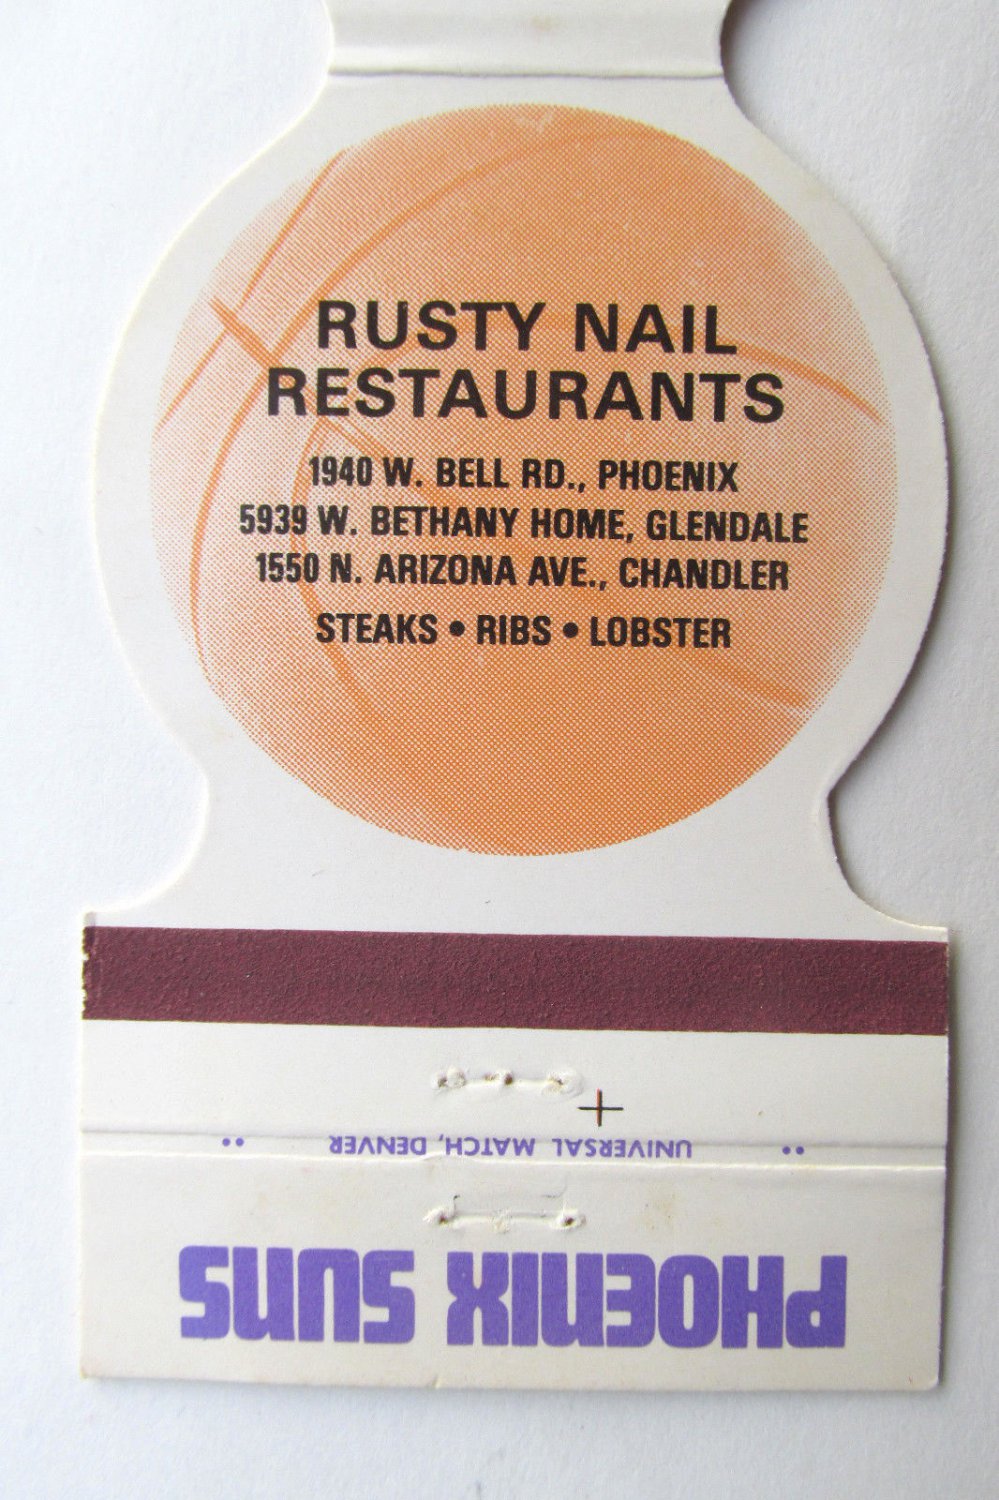 RUSTY NAIL
RESTAURANTS
1940 W. BELL RD., PHOENIX
5939 W. BETHANY HOME, GLENDALE
1550 N. ARIZONA AVE., CHANDLER
STEAKS • RIBS • LOBSTER
UNIVERSAL MATCH, DENVER
PHOENIX SUNS